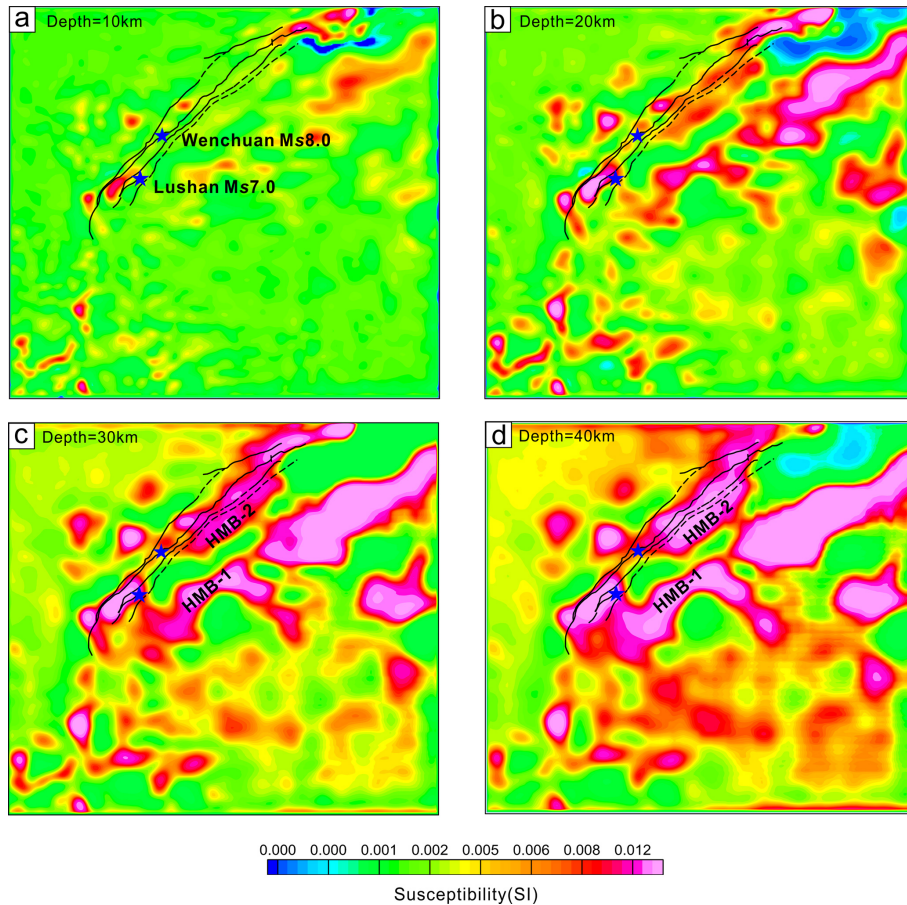 a Depth=10km
Wenchuan Ms8.0
Lushan Ms7.0
b Depth=20km
c Depth=30km
HMB-2
HMB-1
d Depth=40km
HMB-2
HMB-1
0.000 0.000 0.001 0.002 0.005 0.006 0.008 0.012
Susceptibility(SI)